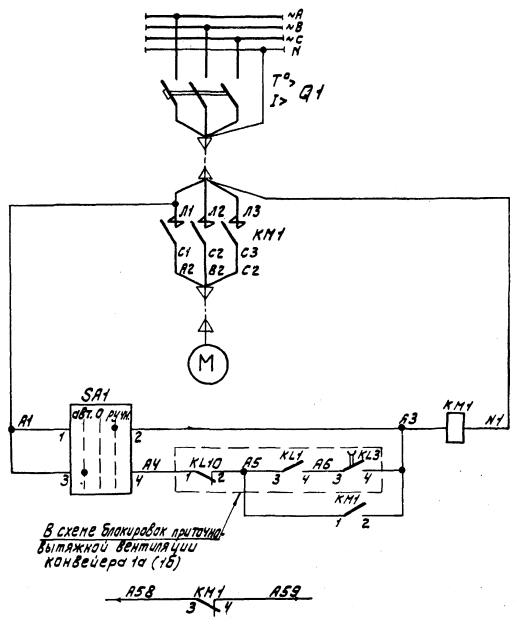 ~A
~B
~C
N
T°>
I> Q1
Л1 Л2 Л3
KM1
C1 C2 C3
A2 B2 C2
M
SA1
авт. 0 ручн.
A1
1 2
A3
KM1
N1
3 4
A4
KL10
1 2
A5
KL1
3 4
A6
KL3
3 4
KM1
1 2
В схеме блокировок приточно-
вытяжной вентиляции
конвейера 1а (1б)
A58 KM1 A59
3 4